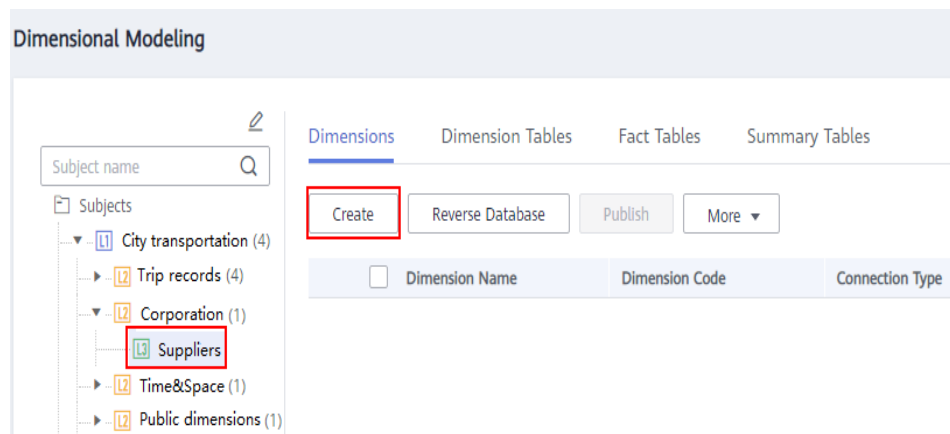 Dimensional Modeling
Dimensions Dimension Tables Fact Tables Summary Tables
Subject name
Subjects
Create Reverse Database Publish More
L1 City transportation (4)
L2 Trip records (4)
Dimension Name Dimension Code Connection Type
L2 Corporation (1)
L3 Suppliers
L2 Time&Space (1)
L2 Public dimensions (1)